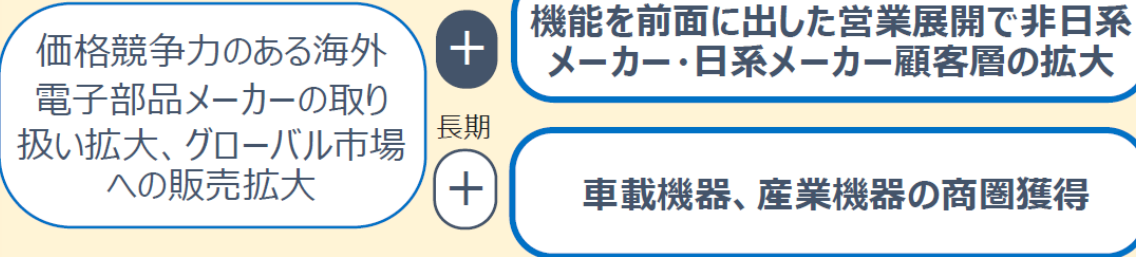 価格競争力のある海外
電子部品メーカーの取り
扱い拡大、グローバル市場
への販売拡大
＋
機能を前面に出した営業展開で非日系
メーカー・日系メーカー顧客層の拡大
長期
＋
車載機器、産業機器の商圏獲得